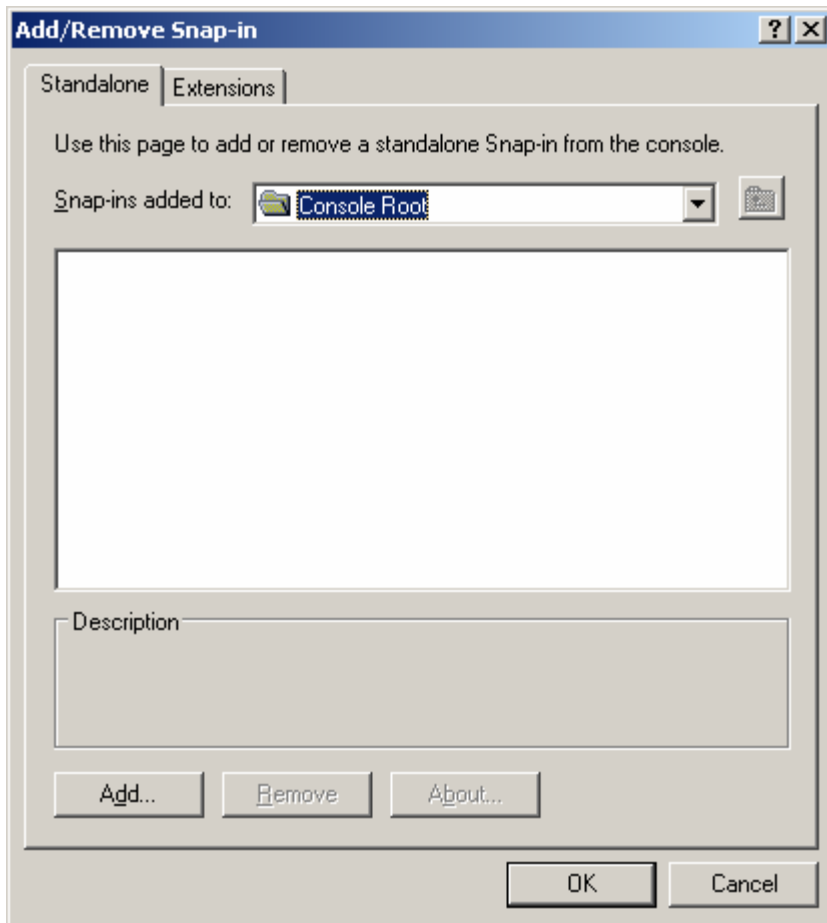 Add/Remove Snap-in
Standalone
Extensions
Use this page to add or remove a standalone Snap-in from the console.
Snap-ins added to:
Console Root
Description
Add...
Remove
About...
OK
Cancel